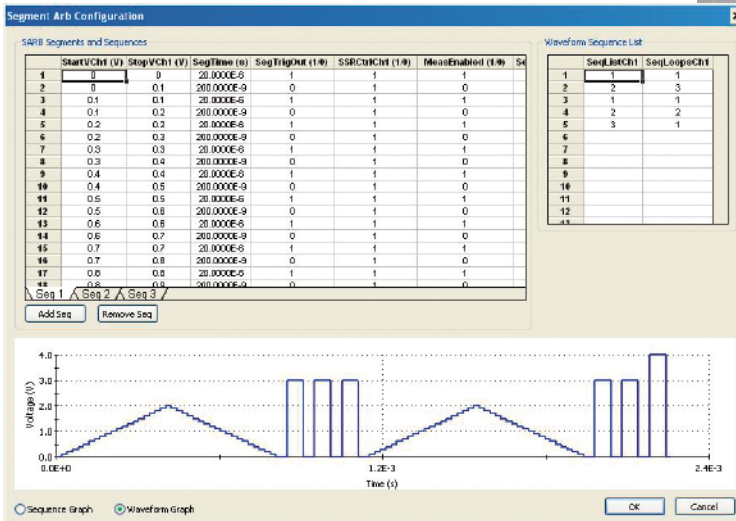 Segment Arb Configuration
SARB Segments and Sequences
StartVCh1 (V) StopVCh1 (V) SegTime (s) SegTrigOut (1/0) SSRCtrlCh1 (1/0) MeasEnabled (1/0) Se
1 0 0 20.0000E-6 1 1 1
2 0 0.1 200.0000E-9 0 1 0
3 0.1 0.1 20.0000E-6 1 1 1
4 0.1 0.2 200.0000E-9 0 1 0
5 0.2 0.2 20.0000E-6 1 1 1
6 0.2 0.3 200.0000E-9 0 1 0
7 0.3 0.3 20.0000E-6 1 1 1
8 0.3 0.4 200.0000E-9 0 1 0
9 0.4 0.4 20.0000E-6 1 1 1
10 0.4 0.5 200.0000E-9 0 1 0
11 0.5 0.5 20.0000E-6 1 1 1
12 0.5 0.6 200.0000E-9 0 1 0
13 0.6 0.6 20.0000E-6 1 1 1
14 0.6 0.7 200.0000E-9 0 1 0
15 0.7 0.7 20.0000E-6 1 1 1
16 0.7 0.8 200.0000E-9 0 1 0
17 0.8 0.8 20.0000E-6 1 1 1
18 0.8 0.9 200.0000E-9 0 1 0
Seq 1 Seq 2 Seq 3
Add Seq Remove Seq
Waveform Sequence List
SeqListCh1 SeqLoopsCh1
1 1 1
2 2 3
3 1 1
4 2 2
5 3 1
6
7
8
9
10
11
12
13
4.0
3.0
2.0
1.0
0.0
Voltage (V)
0.0E+0 1.2E-3 2.4E-3
Time (s)
Sequence Graph Waveform Graph
OK Cancel